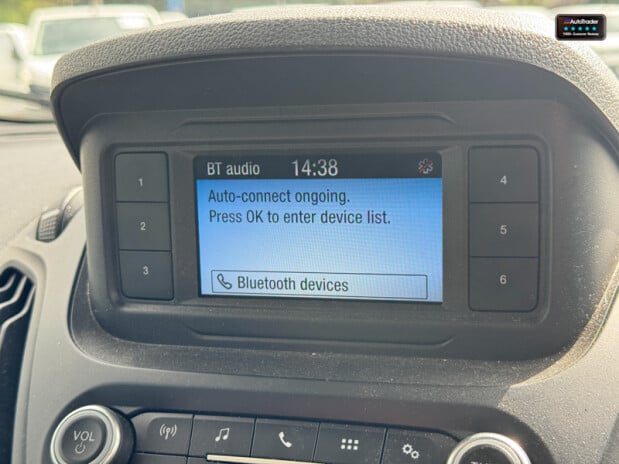 AutoTrader
BT audio 14:38
Auto-connect ongoing.
Press OK to enter device list.
Bluetooth devices
1
2
3
4
5
6
VOL